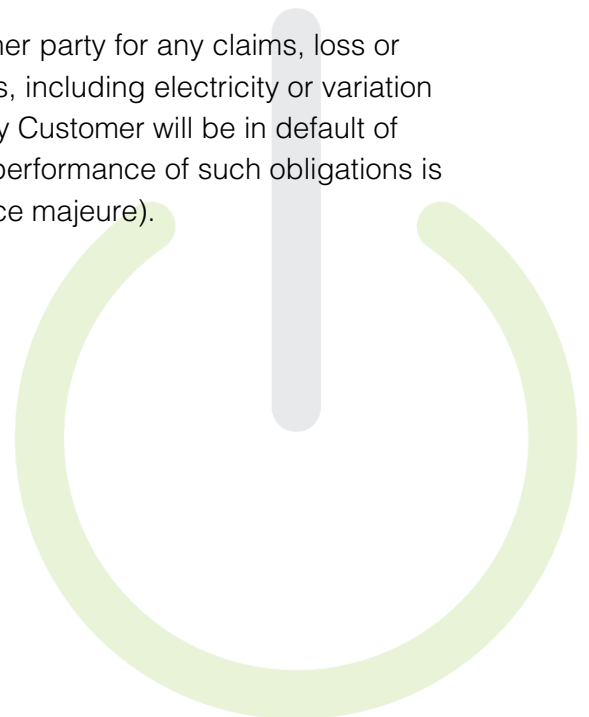 her party for any claims, loss or
s, including electricity or variation
y Customer will be in default of
performance of such obligations is
ce majeure).